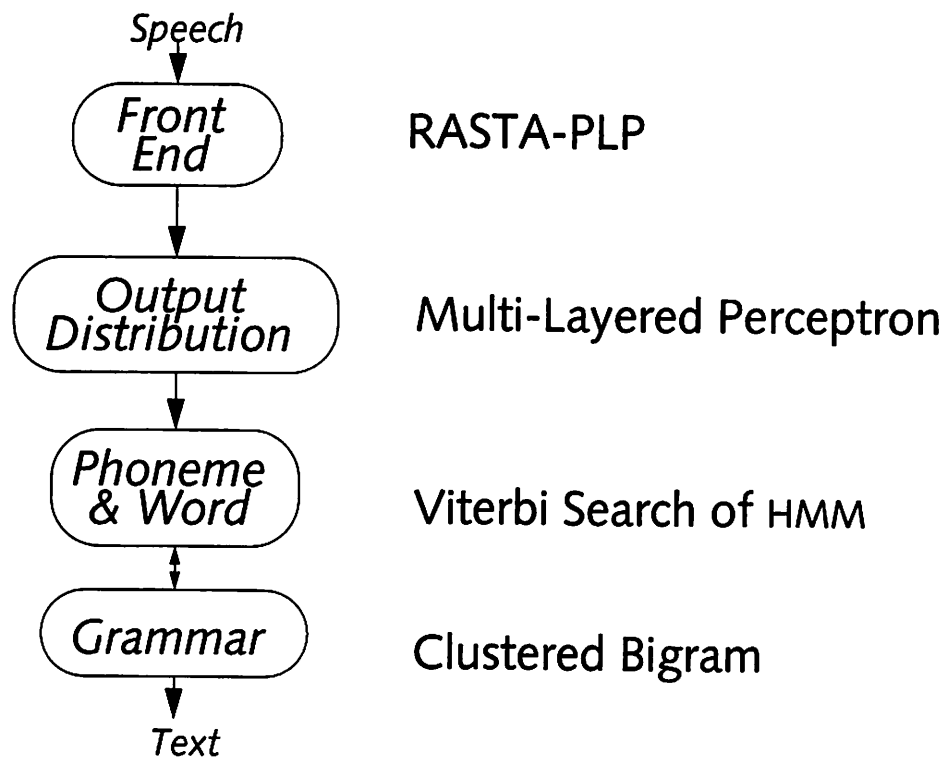 Speech
Front
End
RASTA-PLP
Output
Distribution
Multi-Layered Perceptron
Phoneme
& Word
Viterbi Search of HMM
Grammar
Clustered Bigram
Text